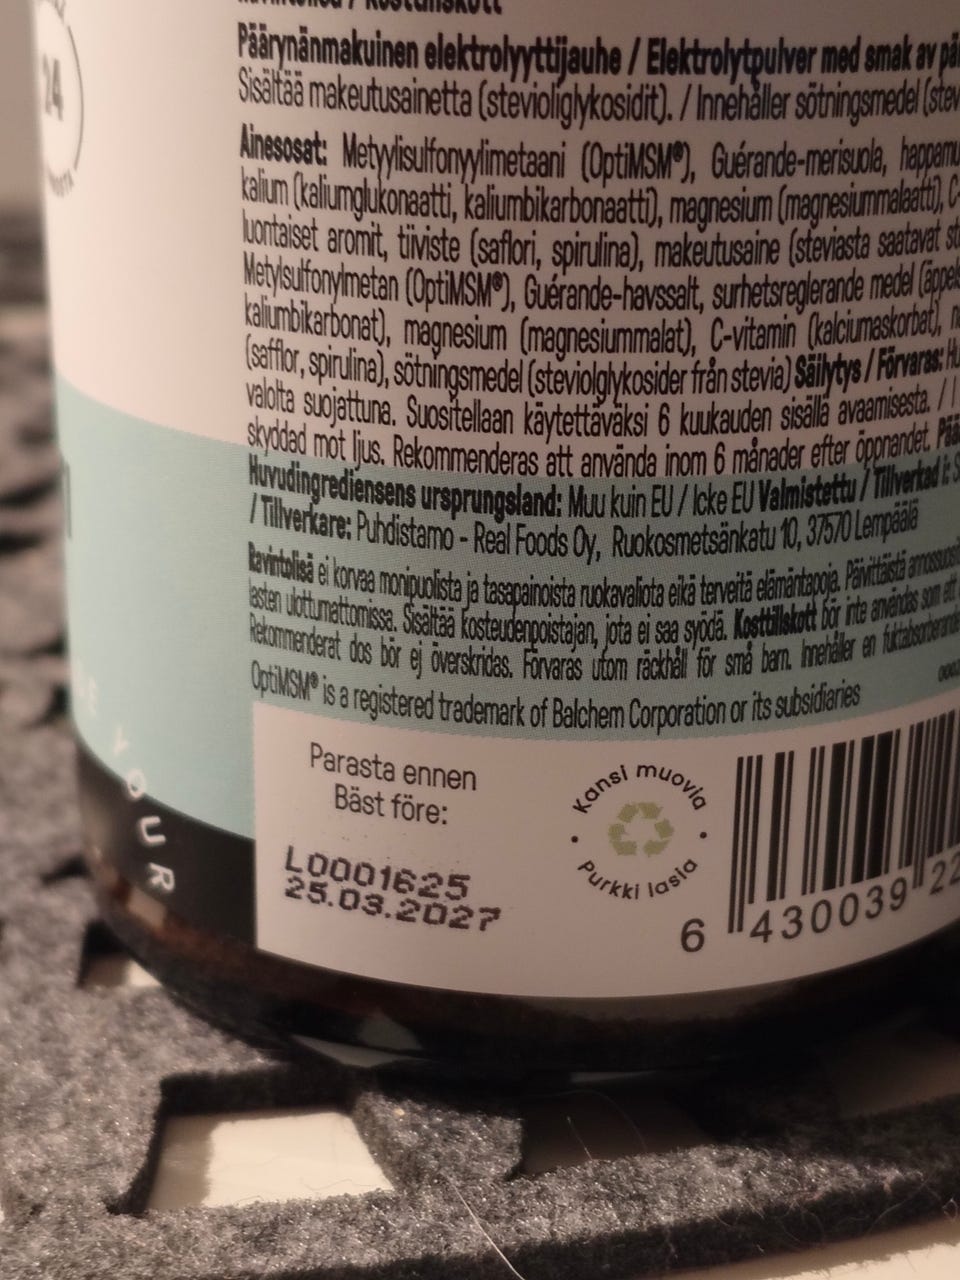 Ravintolisä / Kosttillskott
24
Päärynänmakuinen elektrolyyttijauhe / Elektrolytpulver med smak av
Sisältää makeutusainetta (stevioliglykosidit). / Innehåller sötningsmedel
Ainesosat: Metyylisulfonyylimetaani (OptiMSM®), Guérande-merisuola,
kalium (kaliumglukonaatti, kaliumbikarbonaatti), magnesium (magnesiummalaatti),
luontaiset aromit, tiiviste (saflori, spirulina), makeutusaine (steviasta saatavat
Metylsulfonylmetan (OptiMSM®), Guérande-havssalt, surhetsreglerande medel
kaliumbikarbonat), magnesium (magnesiummalat), C-vitamin (kalciumaskorbat),
(safflor, spirulina), sötningsmedel (steviolglykosider från stevia) Säilytys / Förvaras:
valolta suojattuna. Suositellaan käytettäväksi 6 kuukauden sisällä avaamisesta. /
skyddad mot ljus. Rekommenderas att använda inom 6 månader efter öppnandet.
Huvudingrediensens ursprungsland: Muu kuin EU / Icke EU Valmistettu / Tillverkad i:
/ Tillverkare: Puhdistamo - Real Foods Oy, Ruokosmetsänkatu 10, 37570 Lempäälä
Ravintolisä ei korvaa monipuolista ja tasapainoista ruokavaliota eikä terveitä elämäntapoja. Päivittäistä
lasten ulottumattomissa. Sisältää kosteudenpoistajan, jota ei saa syödä. Kosttillskott bör inte användas som ett
Rekommenderat dos bör ej överskridas. Förvaras utom räckhåll för små barn. Innehåller en
OptiMSM® is a registered trademark of Balchem Corporation or its subsidiaries
YOUR
Parasta ennen
Bäst före:
L0001625
25.03.2027
Kansi muovia
Purkki lasia
6 430039 22